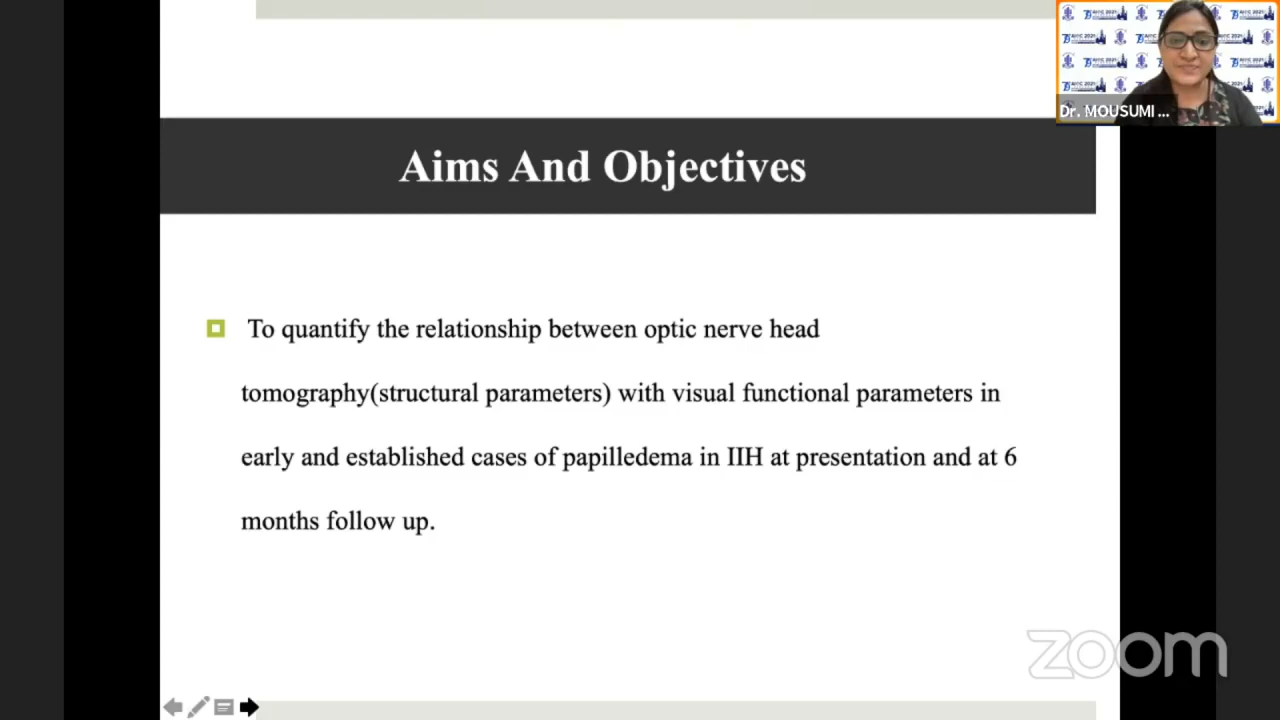 Dr. MOUSUMI ...
Aims And Objectives
To quantify the relationship between optic nerve head
tomography(structural parameters) with visual functional parameters in
early and established cases of papilledema in IIH at presentation and at 6
months follow up.
zoom